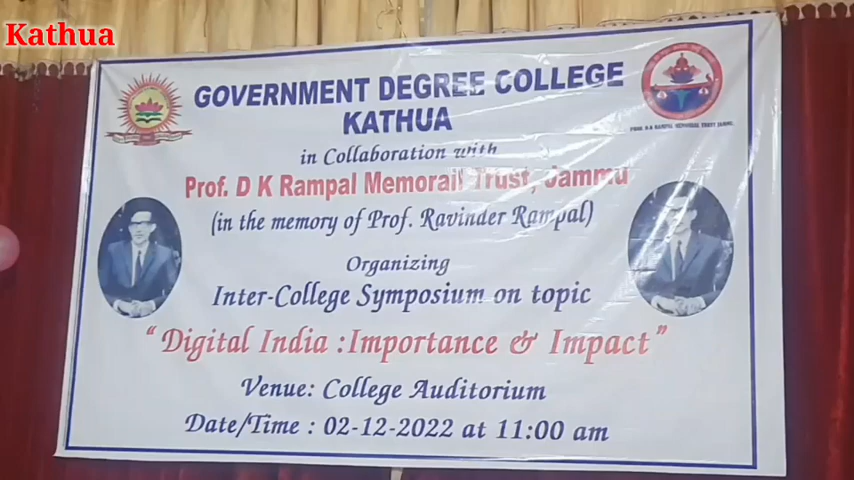 Kathua
GOVERNMENT DEGREE COLLEGE
KATHUA
in Collaboration with
Prof. D K Rampal Memorail Trust, Jammu
(in the memory of Prof. Ravinder Rampal)
Organizing
Inter-College Symposium on topic
"Digital India :Importance & Impact"
Venue: College Auditorium
Date/Time : 02-12-2022 at 11:00 am